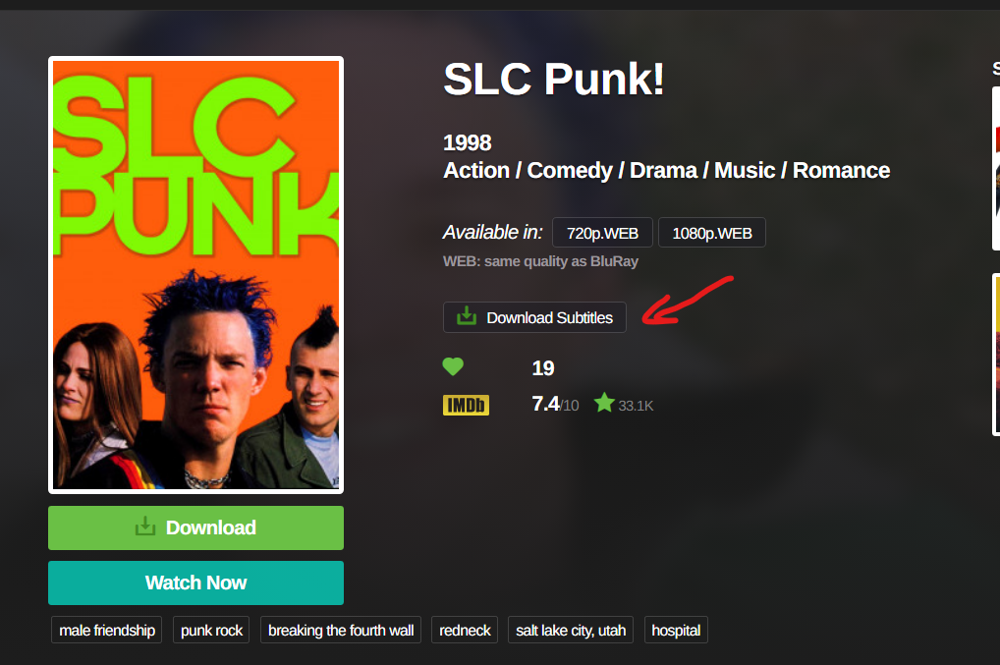 SLC
PUNK
SLC Punk!
1998
Action / Comedy / Drama / Music / Romance
Available in: 720p.WEB 1080p.WEB
WEB: same quality as BluRay
Download Subtitles
19
IMDb 7.4/10 33.1K
Download
Watch Now
male friendship punk rock breaking the fourth wall redneck salt lake city, utah hospital